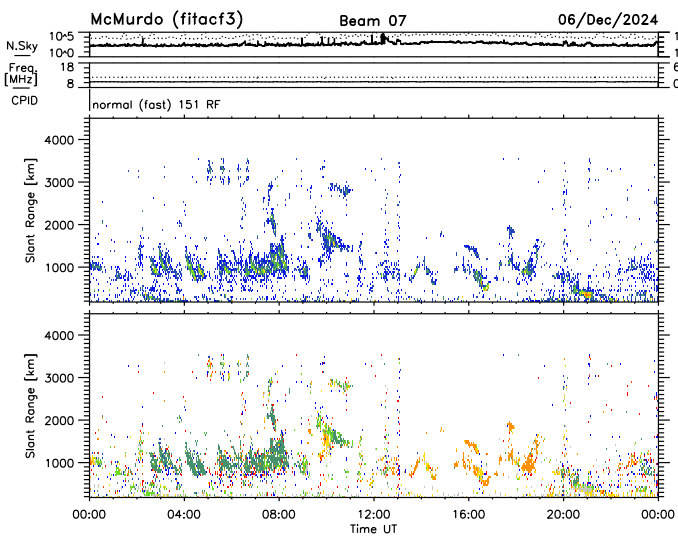 McMurdo (fitacf3) Beam 07 06/Dec/2024
N.Sky 10^5 10^0
Freq. [MHz] 18 8
CPID normal (fast) 151 RF
Slant Range [km] 4000 3000 2000 1000
Slant Range [km] 4000 3000 2000 1000
00:00 04:00 08:00 12:00 16:00 20:00 00:00
Time UT